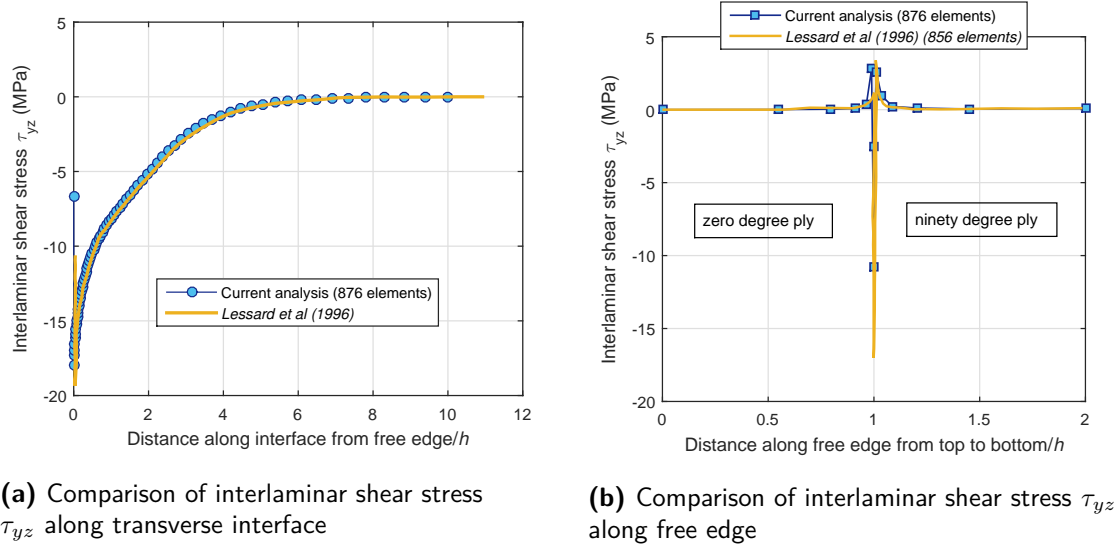 5
0
-5
-10
-15
-20
Interlaminar shear stress τyz (MPa)
Current analysis (876 elements)
Lessard et al (1996)
0 2 4 6 8 10 12
Distance along interface from free edge/h
(a) Comparison of interlaminar shear stress
τyz along transverse interface
Current analysis (876 elements)
Lessard et al (1996) (856 elements)
5
0
-5
-10
-15
-20
Interlaminar shear stress τyz (MPa)
zero degree ply
ninety degree ply
0 0.5 1 1.5 2
Distance along free edge from top to bottom/h
(b) Comparison of interlaminar shear stress τyz
along free edge